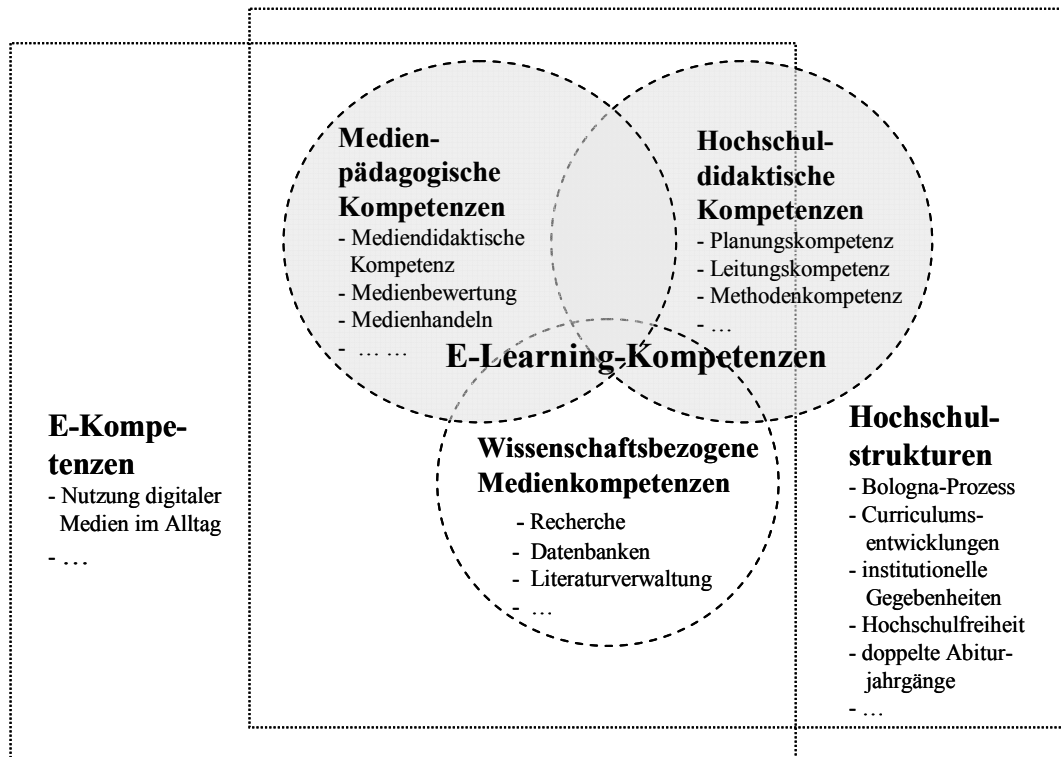 Medien-
pädagogische
Kompetenzen
- Mediendidaktische
Kompetenz
- Medienbewertung
- Medienhandeln
- … …
Hochschul-
didaktische
Kompetenzen
- Planungskompetenz
- Leitungskompetenz
- Methodenkompetenz
- …
E-Learning-Kompetenzen
E-Kompe-
tenzen
- Nutzung digitaler
Medien im Alltag
- …
Wissenschaftsbezogene
Medienkompetenzen
- Recherche
- Datenbanken
- Literaturverwaltung
- …
Hochschul-
strukturen
- Bologna-Prozess
- Curriculums-
entwicklungen
- institutionelle
Gegebenheiten
- Hochschulfreiheit
- doppelte Abitur-
jahrgänge
- …